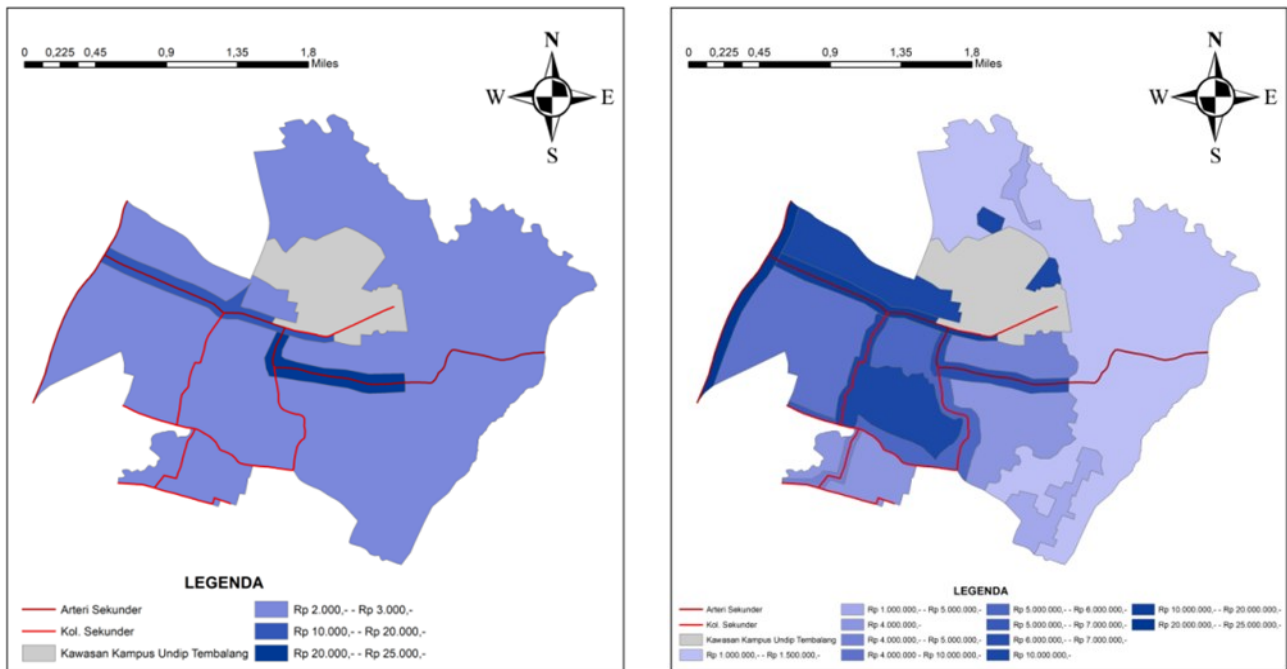 0 0,225 0,45 0,9 1,35 1,8
Miles
N
W E
S
LEGENDA
Arteri Sekunder
Kol. Sekunder
Kawasan Kampus Undip Tembalang
Rp 2.000,-- Rp 3.000,-
Rp 10.000,-- Rp 20.000,-
Rp 20.000,-- Rp 25.000,-
0 0,225 0,45 0,9 1,35 1,8
Miles
N
W E
S
LEGENDA
Arteri Sekunder
Kol. Sekunder
Kawasan Kampus Undip Tembalang
Rp 1.000.000,-- Rp 1.500.000,-
Rp 1.000.000,-- Rp 5.000.000,-
Rp 4.000.000,-
Rp 4.000.000,-- Rp 5.000.000,-
Rp 4.000.000 - Rp 10.000.000,-
Rp 5.000.000,-- Rp 6.000.000,-
Rp 5.000.000,-- Rp 7.000.000,-
Rp 6.000.000,-- Rp 7.000.000,-
Rp 10.000.000,-
Rp 10.000.000,-- Rp 20.000.000,-
Rp 20.000.000,-- Rp 25.000.000,-